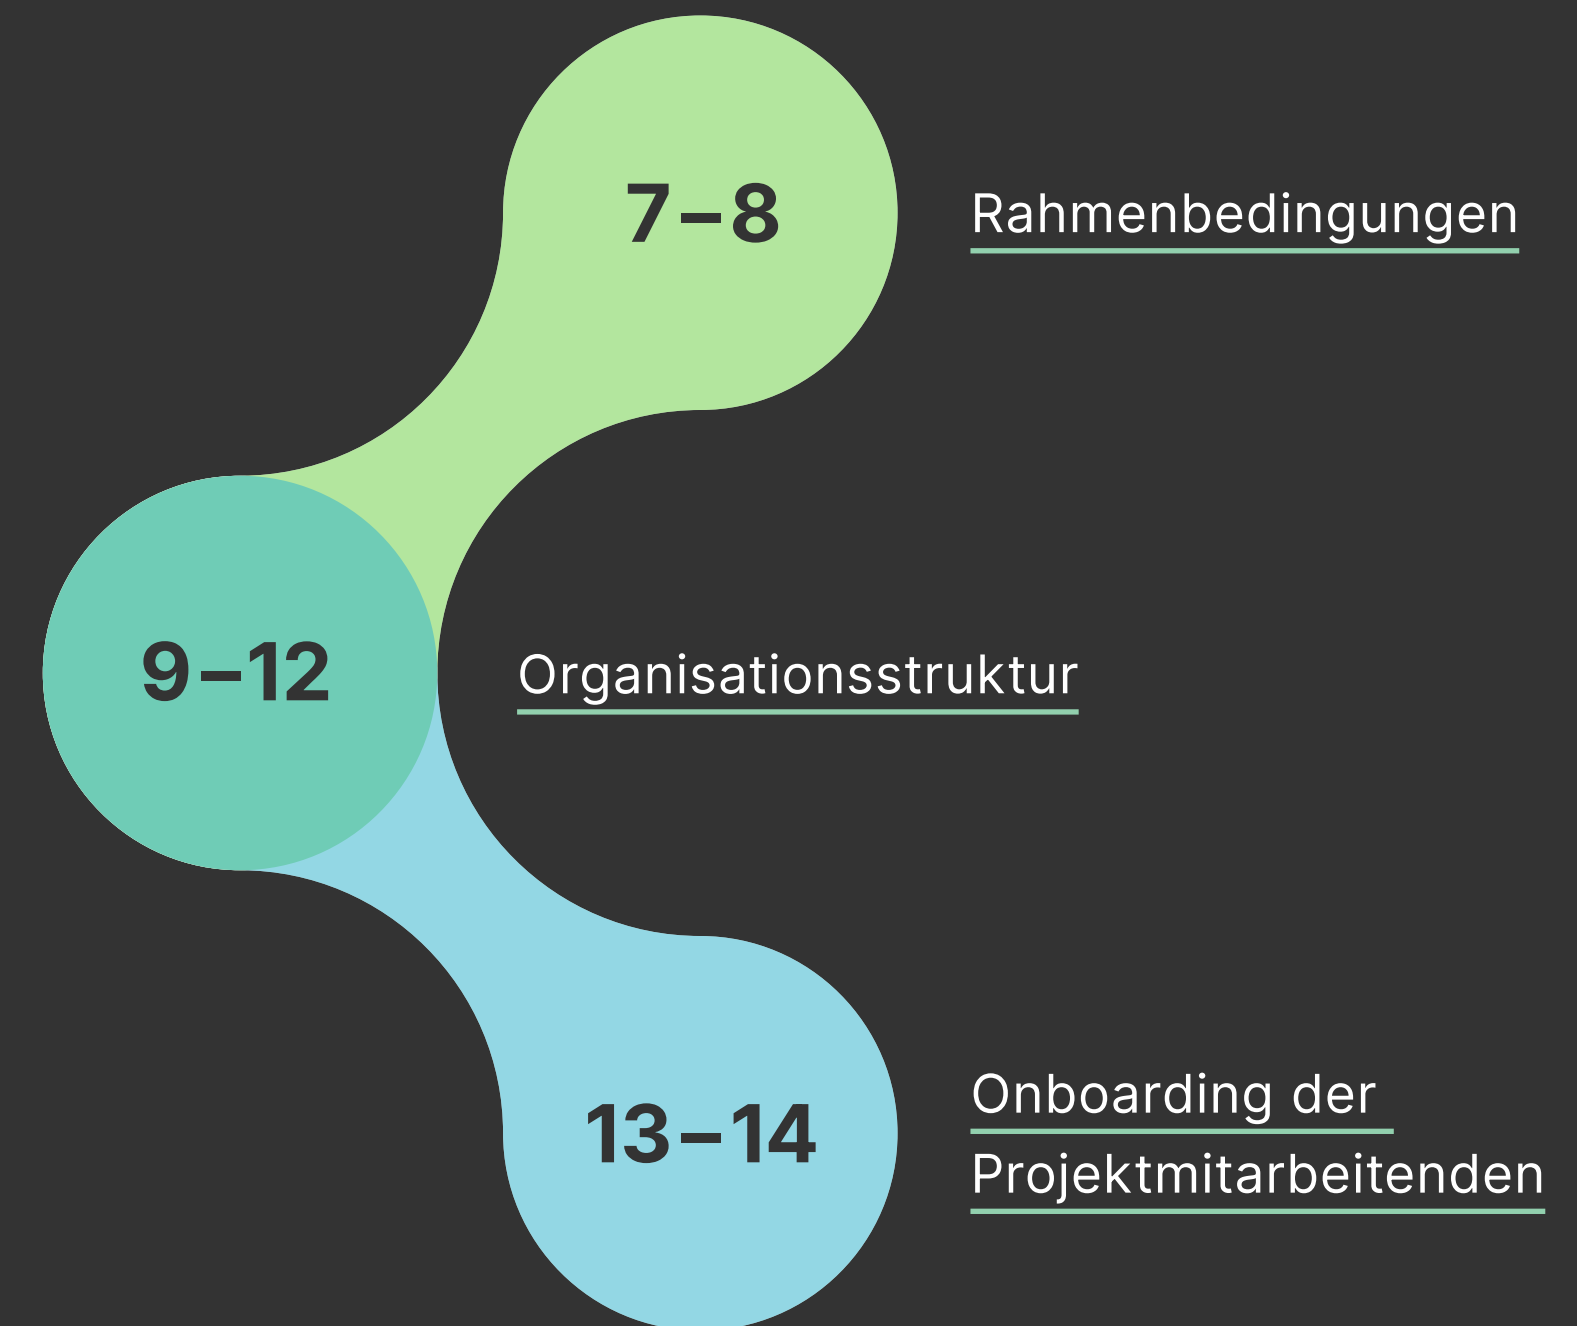 7–8
Rahmenbedingungen
9–12
Organisationsstruktur
13–14
Onboarding der
Projektmitarbeitenden